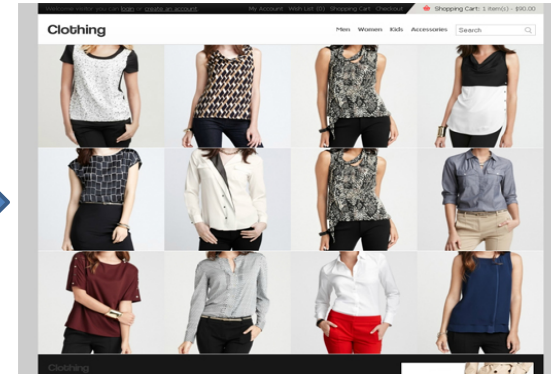 Welcome visitor you can login or create an account. My Account Wish List (0) Shopping Cart Checkout Shopping Cart: 1 item(s) - $90.00
Clothing Men Women Kids Accessories Search
Clothing